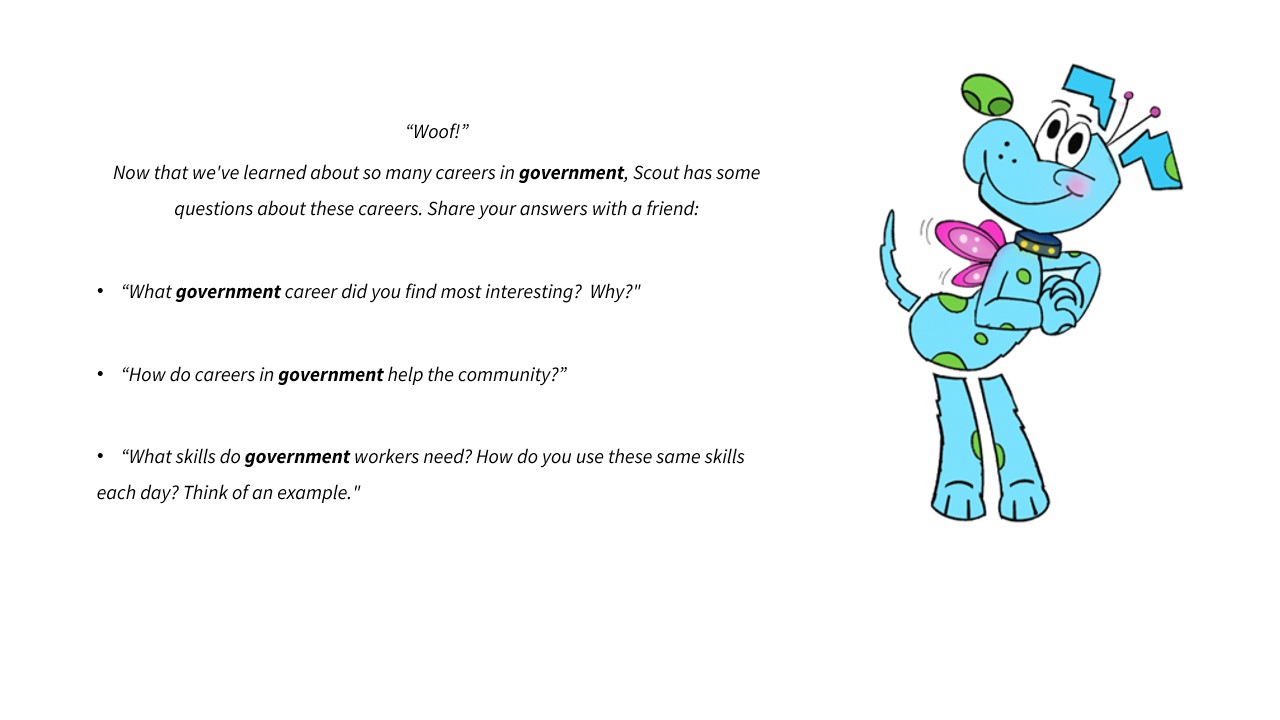 “Woof!”
Now that we've learned about so many careers in government, Scout has some
questions about these careers. Share your answers with a friend:
• “What government career did you find most interesting?  Why?"
• “How do careers in government help the community?”
• “What skills do government workers need? How do you use these same skills
each day? Think of an example."